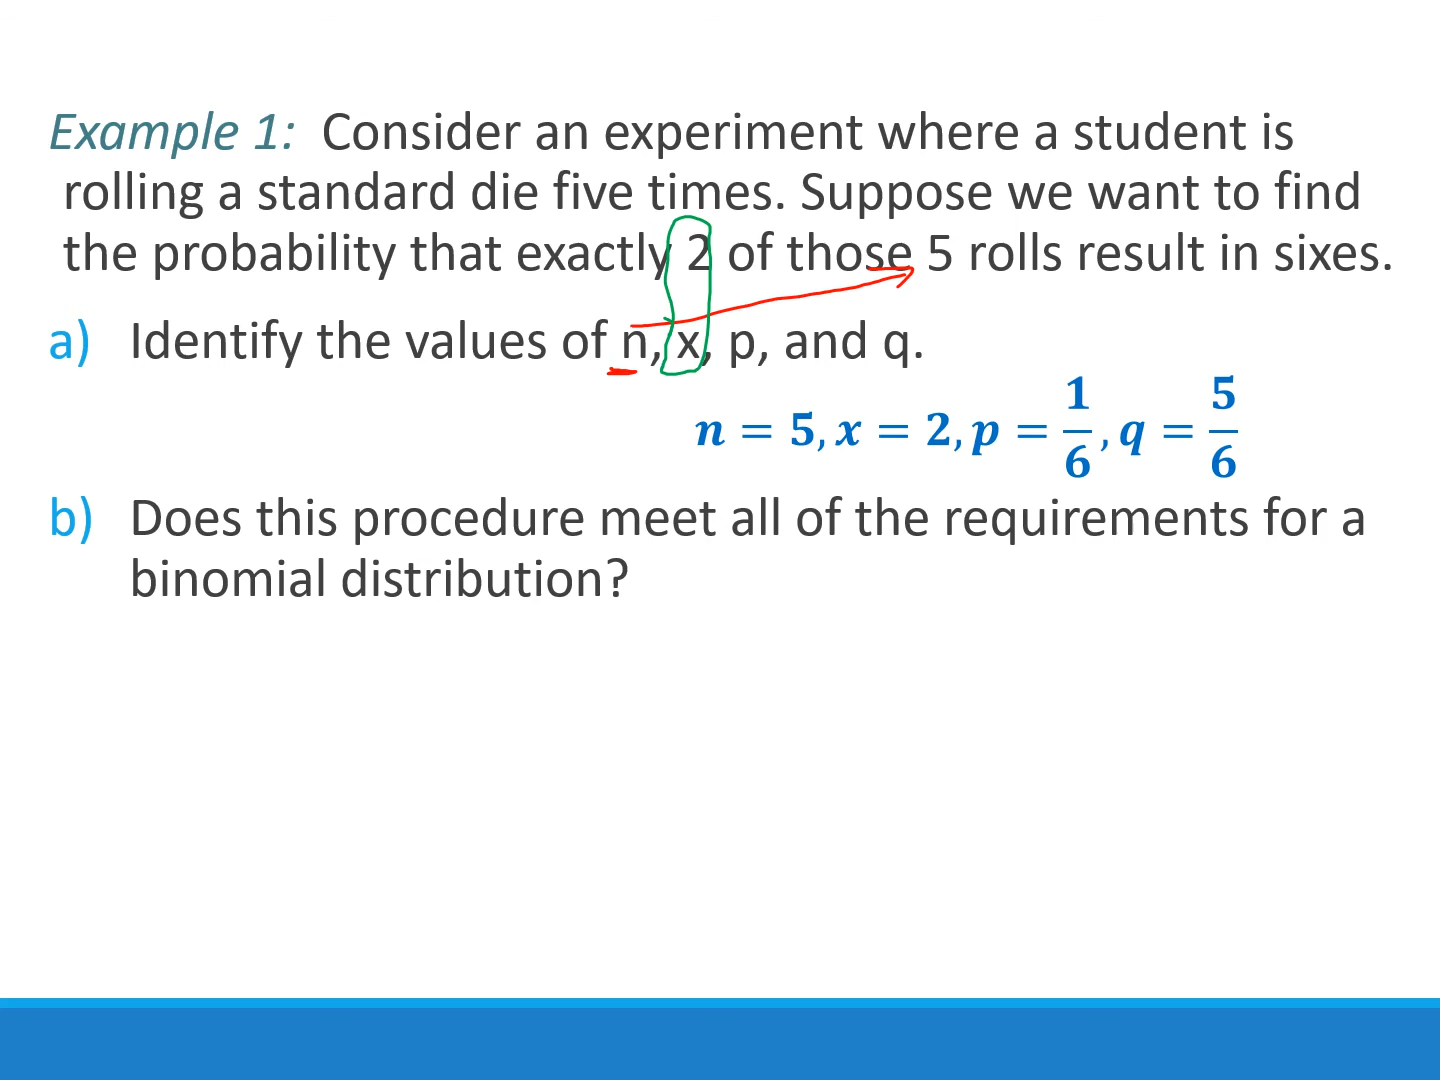 Example 1: Consider an experiment where a student is
rolling a standard die five times. Suppose we want to find
the probability that exactly 2 of those 5 rolls result in sixes.
a) Identify the values of n, x, p, and q.
n = 5, x = 2, p = 1/6, q = 5/6
b) Does this procedure meet all of the requirements for a
binomial distribution?